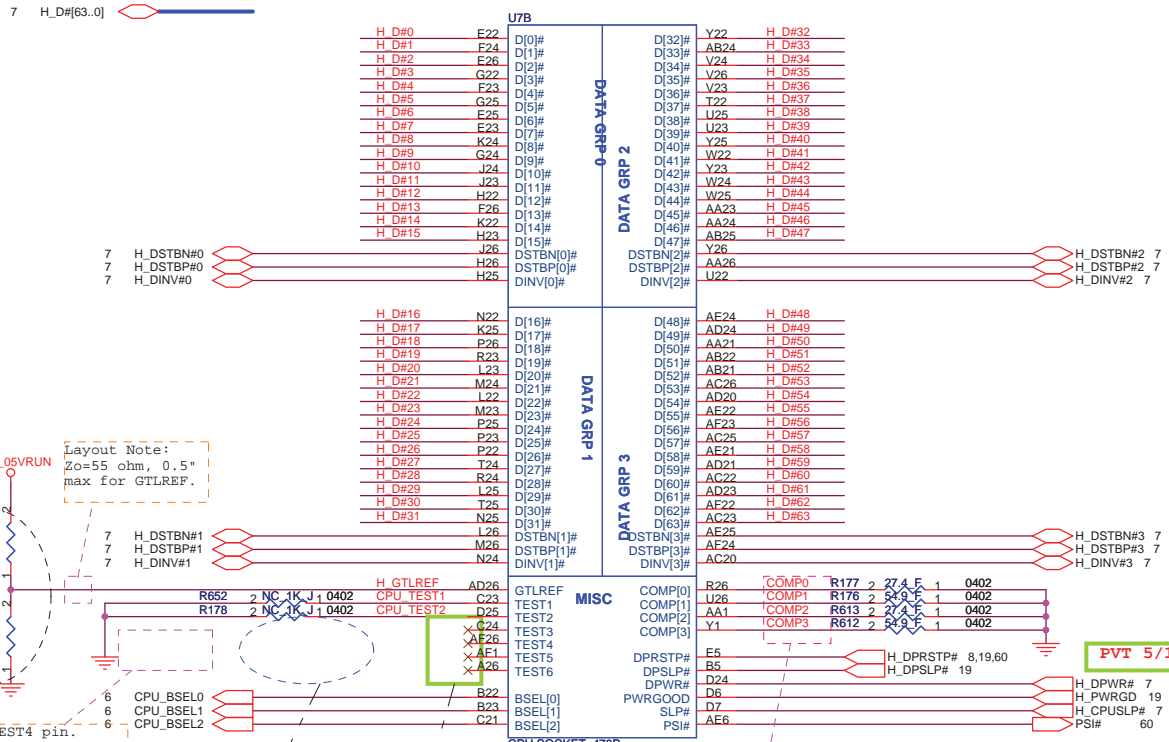 7 H_D#[63..0]
U7B
H_D#0 E22 D[0]# D[32]# Y22 H_D#32
H_D#1 F24 D[1]# D[33]# AB24 H_D#33
H_D#2 E26 D[2]# D[34]# V24 H_D#34
H_D#3 G22 D[3]# D[35]# V26 H_D#35
H_D#4 F23 D[4]# D[36]# V23 H_D#36
H_D#5 G25 D[5]# D[37]# T22 H_D#37
H_D#6 E25 D[6]# D[38]# U25 H_D#38
H_D#7 E23 D[7]# D[39]# U23 H_D#39
H_D#8 K24 D[8]# D[40]# Y25 H_D#40
H_D#9 G24 D[9]# D[41]# W22 H_D#41
H_D#10 J24 D[10]# D[42]# Y23 H_D#42
H_D#11 J23 D[11]# D[43]# W24 H_D#43
H_D#12 H22 D[12]# D[44]# W25 H_D#44
H_D#13 F26 D[13]# D[45]# AA23 H_D#45
H_D#14 K22 D[14]# D[46]# AA24 H_D#46
H_D#15 H23 D[15]# D[47]# AB25 H_D#47
7 H_DSTBN#0 J26 DSTBN[0]# DSTBN[2]# Y26 H_DSTBN#2 7
7 H_DSTBP#0 H26 DSTBP[0]# DSTBP[2]# AA26 H_DSTBP#2 7
7 H_DINV#0 H25 DINV[0]# DINV[2]# U22 H_DINV#2 7
DATA GRP 0
DATA GRP 2
H_D#16 N22 D[16]# D[48]# AE24 H_D#48
H_D#17 K25 D[17]# D[49]# AD24 H_D#49
H_D#18 P26 D[18]# D[50]# AA21 H_D#50
H_D#19 R23 D[19]# D[51]# AB22 H_D#51
H_D#20 L23 D[20]# D[52]# AB21 H_D#52
H_D#21 M24 D[21]# D[53]# AC26 H_D#53
H_D#22 L22 D[22]# D[54]# AD20 H_D#54
H_D#23 M23 D[23]# D[55]# AE22 H_D#55
H_D#24 P25 D[24]# D[56]# AF23 H_D#56
H_D#25 P23 D[25]# D[57]# AC25 H_D#57
H_D#26 P22 D[26]# D[58]# AE21 H_D#58
H_D#27 T24 D[27]# D[59]# AD21 H_D#59
H_D#28 R24 D[28]# D[60]# AC22 H_D#60
H_D#29 L25 D[29]# D[61]# AD23 H_D#61
H_D#30 T25 D[30]# D[62]# AF22 H_D#62
H_D#31 N25 D[31]# D[63]# AC23 H_D#63
7 H_DSTBN#1 L26 DSTBN[1]# DSTBN[3]# AE25 H_DSTBN#3 7
7 H_DSTBP#1 M26 DSTBP[1]# DSTBP[3]# AF24 H_DSTBP#3 7
7 H_DINV#1 N24 DINV[1]# DINV[3]# AC20 H_DINV#3 7
DATA GRP 1
DATA GRP 3
_05VRUN
Layout Note:
Zo=55 ohm, 0.5"
max for GTLREF.
2
1
2
1
H_GTLREF AD26 GTLREF MISC COMP[0] R26 COMP0 R177 2 27.4_F 1 0402
R652 2 NC_1K_J 1 0402 CPU_TEST1 C23 TEST1 COMP[1] U26 COMP1 R176 2 54.9_F 1 0402
R178 2 NC_1K_J 1 0402 CPU_TEST2 D25 TEST2 COMP[2] AA1 COMP2 R613 2 27.4_F 1 0402
C24 TEST3 COMP[3] Y1 COMP3 R612 2 54.9_F 1 0402
AF26 TEST4
AF1 TEST5 DPRSTP# E5 H_DPRSTP# 8,19,60
A26 TEST6 DPSLP# B5 H_DPSLP# 19
PVT 5/1
DPWR# D24 H_DPWR# 7
6 CPU_BSEL0 B22 BSEL[0] PWRGOOD D6 H_PWRGD 19
6 CPU_BSEL1 B23 BSEL[1] SLP# D7 H_CPUSLP# 7
6 CPU_BSEL2 C21 BSEL[2] PSI# AE6 PSI# 60
EST4 pin.